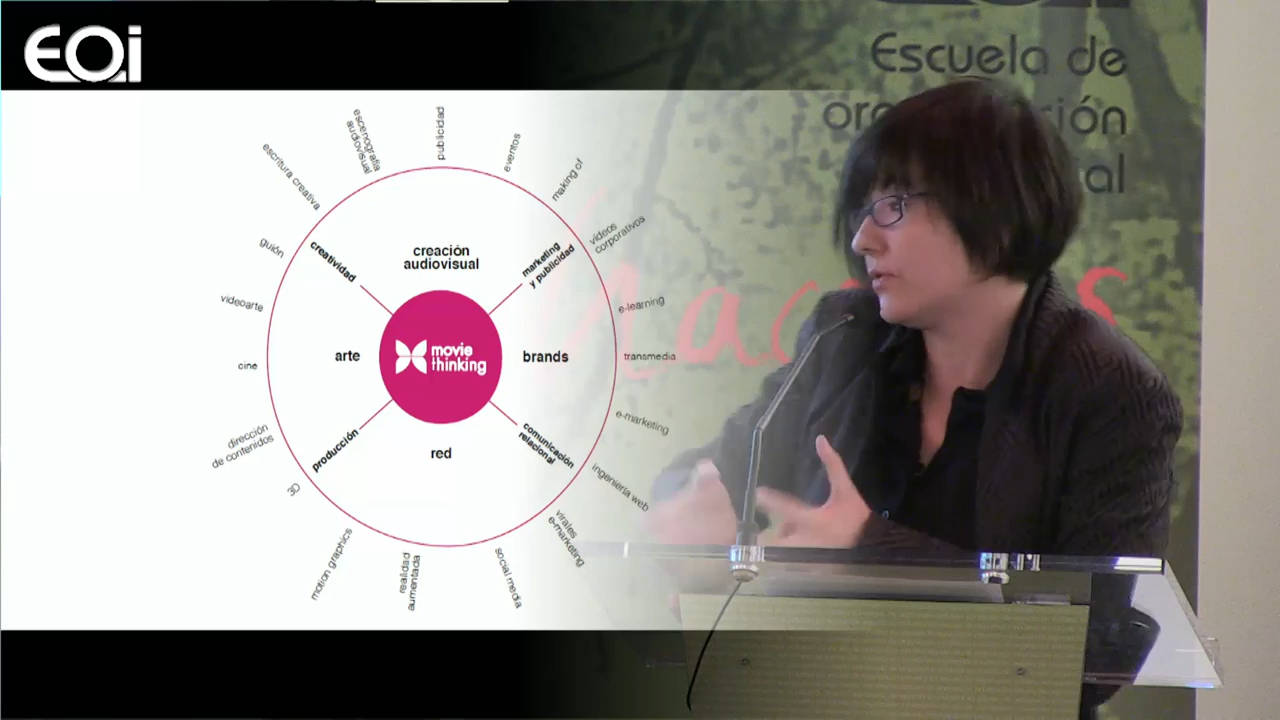 EOi
Escuela de
publicidad
escenografía
audiovisual
eventos
escritura creativa
making of
guión
creatividad
creación
audiovisual
marketing
y publicidad
vídeos
corporativos
videoarte
e-learning
cine
arte
movie
thinking
brands
transmedia
dirección
de contenidos
producción
red
comunicación
relacional
e-marketing
3D
ingeniería web
motion graphics
realidad
aumentada
social media
virales
e-marketing